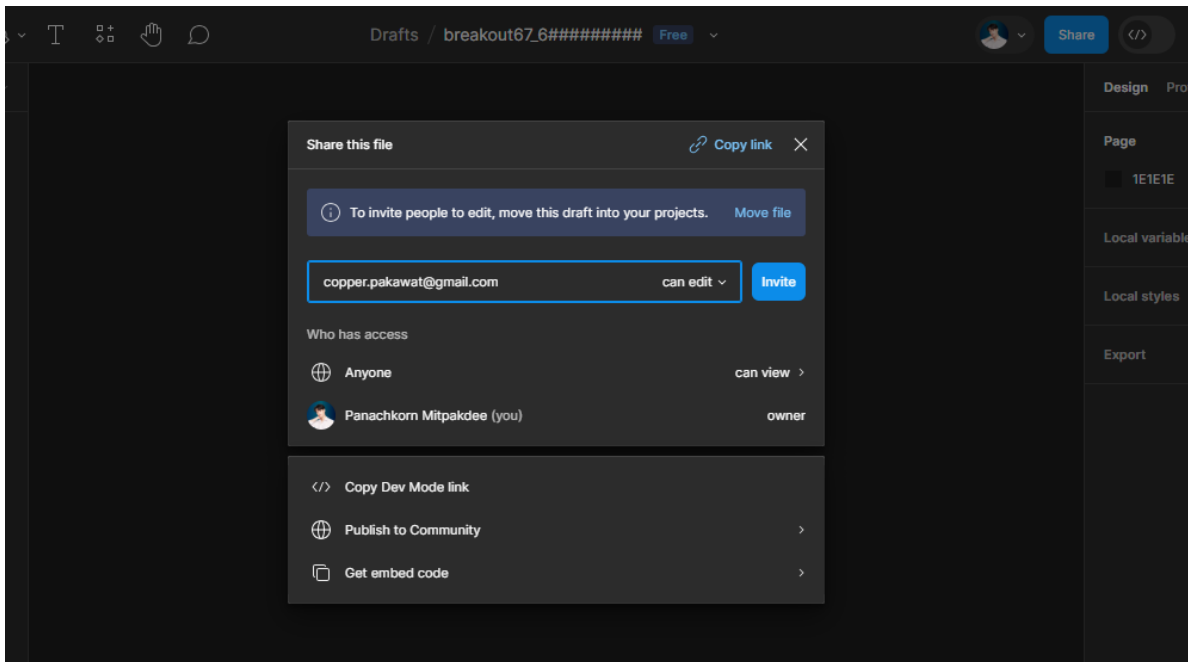 Drafts / breakout67_6######### Free
Share
Design Pro
Page
1E1E1E
Local variable
Local styles
Export
Share this file
Copy link
To invite people to edit, move this draft into your projects. Move file
copper.pakawat@gmail.com can edit Invite
Who has access
Anyone can view
Panachkorn Mitpakdee (you) owner
Copy Dev Mode link
Publish to Community
Get embed code